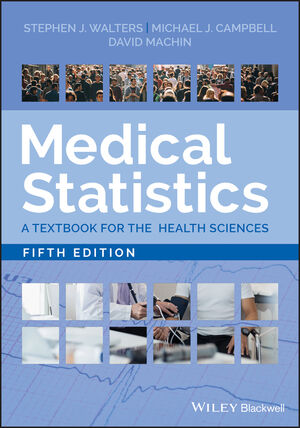 STEPHEN J. WALTERS | MICHAEL J. CAMPBELL
DAVID MACHIN
Medical
Statistics
A TEXTBOOK FOR THE HEALTH SCIENCES
FIFTH EDITION
WILEY Blackwell